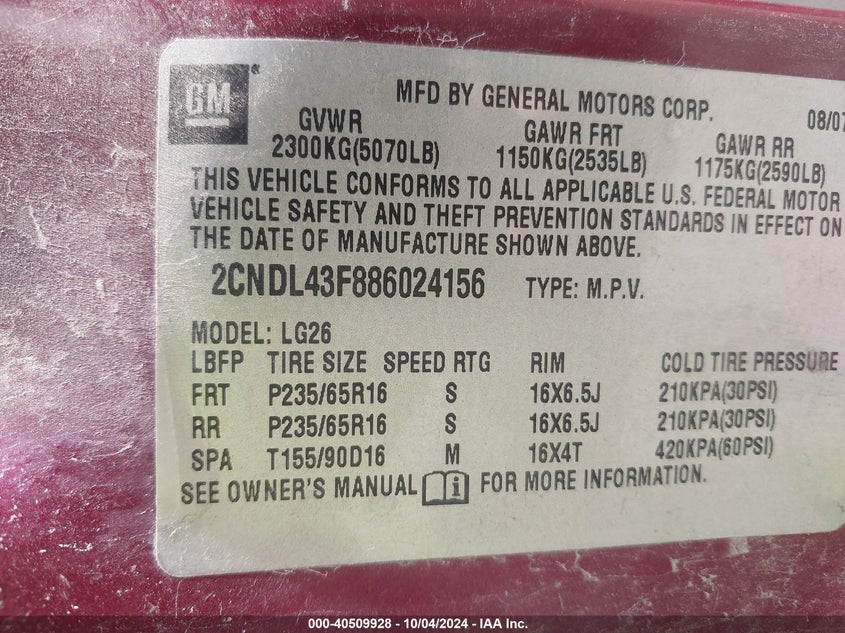 GM®
MFD BY GENERAL MOTORS CORP. 08/07
GVWR GAWR FRT GAWR RR
2300KG(5070LB) 1150KG(2535LB) 1175KG(2590LB)
THIS VEHICLE CONFORMS TO ALL APPLICABLE U.S. FEDERAL MOTOR
VEHICLE SAFETY AND THEFT PREVENTION STANDARDS IN EFFECT ON
THE DATE OF MANUFACTURE SHOWN ABOVE.
2CNDL43F886024156 TYPE: M.P.V.
MODEL: LG26
LBFP TIRE SIZE SPEED RTG RIM COLD TIRE PRESSURE
FRT P235/65R16 S 16X6.5J 210KPA(30PSI)
RR P235/65R16 S 16X6.5J 210KPA(30PSI)
SPA T155/90D16 M 16X4T 420KPA(60PSI)
SEE OWNER'S MANUAL i FOR MORE INFORMATION.
000-40509928 - 10/04/2024 - IAA Inc.